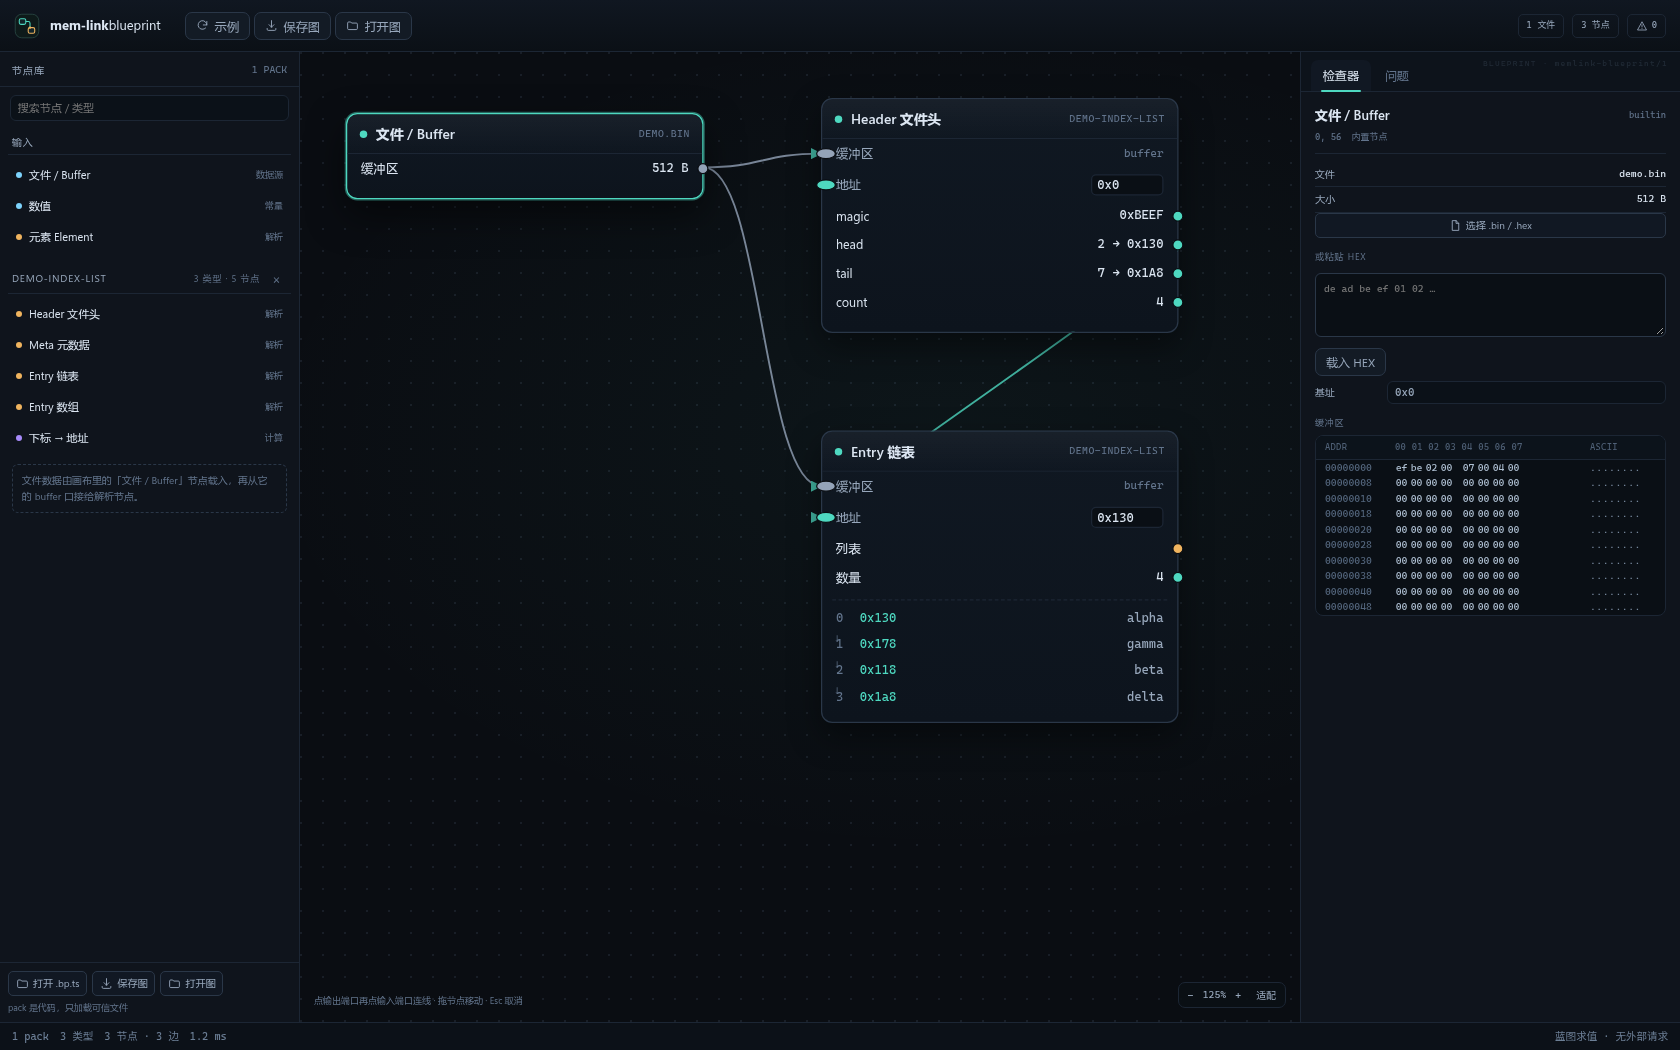 mem-linkblueprint
示例
保存图
打开图
1 文件
3 节点
0
节点库
1 PACK
搜索节点 / 类型
输入
文件 / Buffer 数据源
数值 常量
元素 Element 解析
DEMO-INDEX-LIST 3 类型 · 5 节点 ×
Header 文件头 解析
Meta 元数据 解析
Entry 链表 解析
Entry 数组 解析
下标 → 地址 计算
文件数据由画布里的「文件 / Buffer」节点载入，再从它
的 buffer 口接给解析节点。
打开 .bp.ts
保存图
打开图
pack 是代码，只加载可信文件
文件 / Buffer DEMO.BIN
缓冲区 512 B
Header 文件头 DEMO-INDEX-LIST
缓冲区 buffer
地址 0x0
magic 0xBEEF
head 2 → 0x130
tail 7 → 0x1A8
count 4
Entry 链表 DEMO-INDEX-LIST
缓冲区 buffer
地址 0x130
列表
数量 4
0 0x130 alpha
1 0x178 gamma
2 0x118 beta
3 0x1a8 delta
点输出端口再点输入端口连线 · 拖节点移动 · Esc 取消
− 125% + 适配
BLUEPRINT · memlink-blueprint/1
检查器
问题
文件 / Buffer builtin
0, 56 内置节点
文件 demo.bin
大小 512 B
选择 .bin / .hex
或粘贴 HEX
de ad be ef 01 02 …
载入 HEX
基址 0x0
缓冲区
ADDR 00 01 02 03 04 05 06 07 ASCII
00000000 ef be 02 00 07 00 04 00 ........
00000008 00 00 00 00 00 00 00 00 ........
00000010 00 00 00 00 00 00 00 00 ........
00000018 00 00 00 00 00 00 00 00 ........
00000020 00 00 00 00 00 00 00 00 ........
00000028 00 00 00 00 00 00 00 00 ........
00000030 00 00 00 00 00 00 00 00 ........
00000038 00 00 00 00 00 00 00 00 ........
00000040 00 00 00 00 00 00 00 00 ........
00000048 00 00 00 00 00 00 00 00 ........
1 pack 3 类型 3 节点 · 3 边 1.2 ms
蓝图求值 · 无外部请求